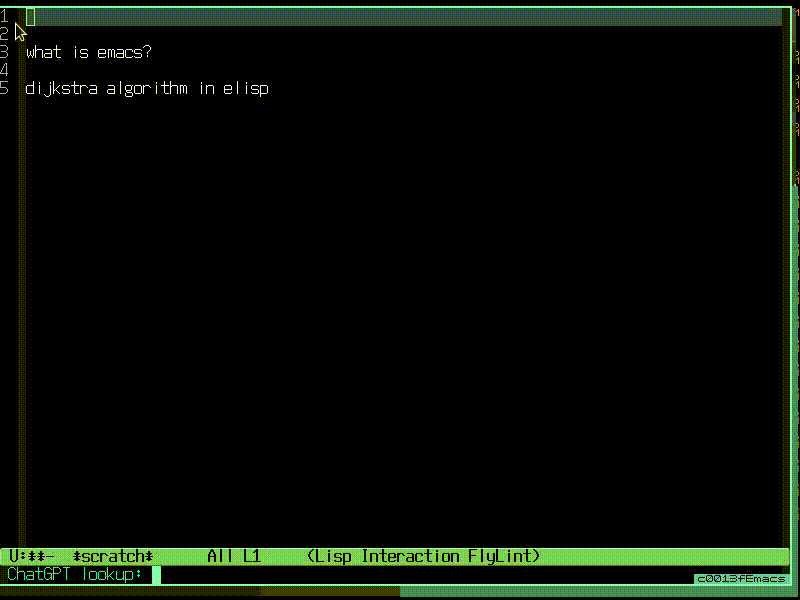 1
2
3 what is emacs?
4
5 dijkstra algorithm in elisp
U:**- *scratch* All L1 (Lisp Interaction FlyLint)
ChatGPT lookup:
c0013fEmacs